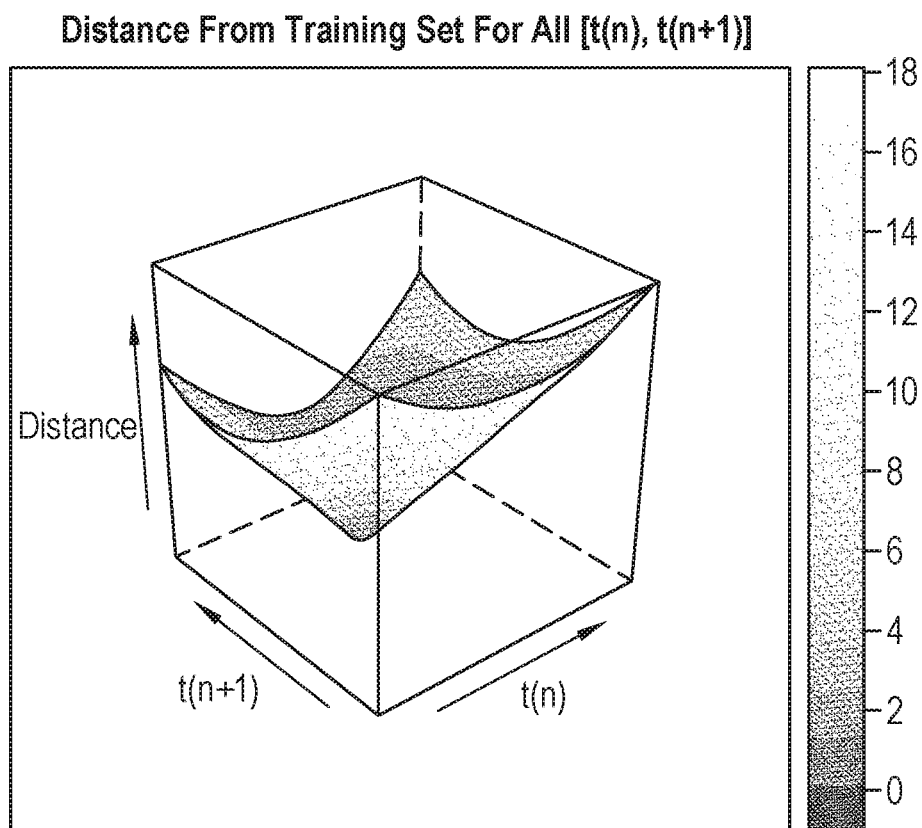 Distance From Training Set For All [t(n), t(n+1)]
18
16
14
12
10
8
6
4
2
0
Distance
t(n+1)
t(n)